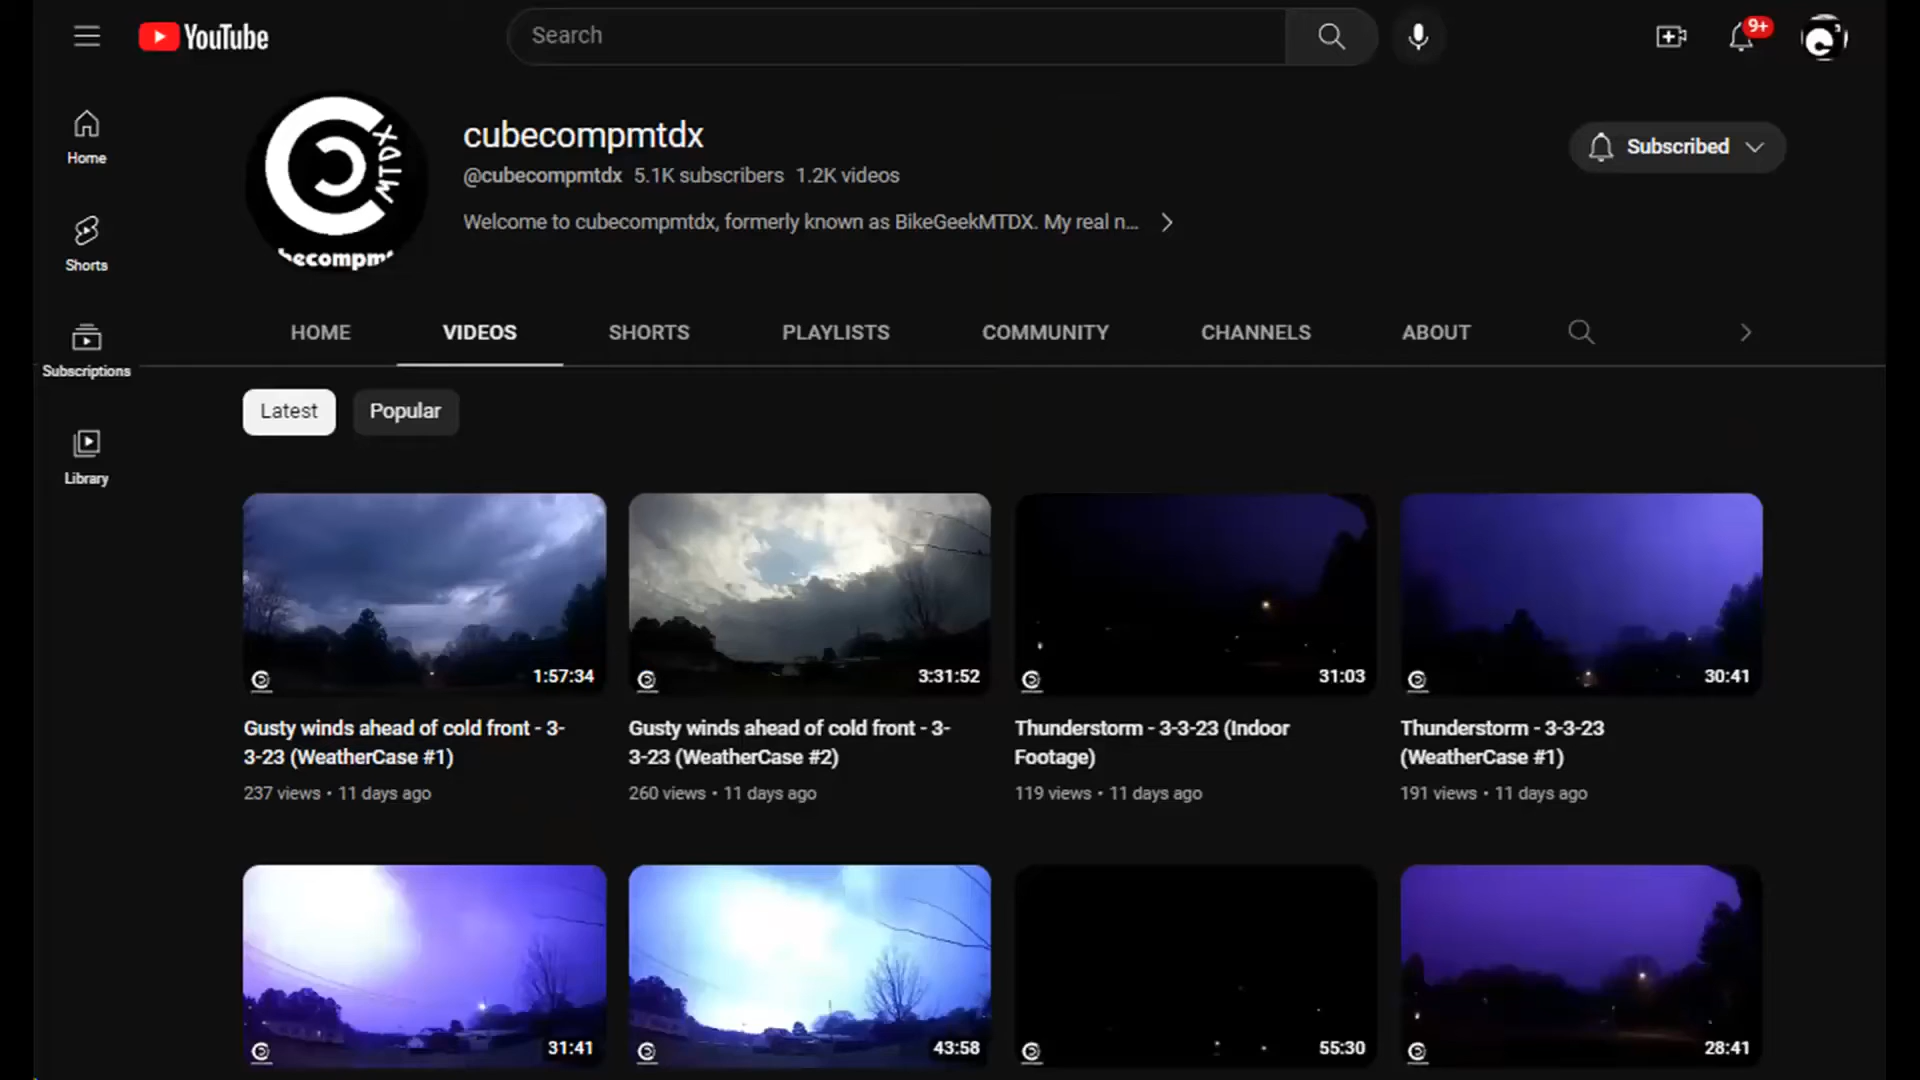 YouTube
Search
9+
Home
Shorts
Subscriptions
Library
MTDX
becompm
cubecompmtdx
@cubecompmtdx 5.1K subscribers 1.2K videos
Welcome to cubecompmtdx, formerly known as BikeGeekMTDX. My real n...
Subscribed
HOME VIDEOS SHORTS PLAYLISTS COMMUNITY CHANNELS ABOUT
Latest Popular
1:57:34 3:31:52 31:03 30:41
Gusty winds ahead of cold front - 3-
3-23 (WeatherCase #1)
237 views • 11 days ago
Gusty winds ahead of cold front - 3-
3-23 (WeatherCase #2)
260 views • 11 days ago
Thunderstorm - 3-3-23 (Indoor
Footage)
119 views • 11 days ago
Thunderstorm - 3-3-23
(WeatherCase #1)
191 views • 11 days ago
31:41 43:58 55:30 28:41